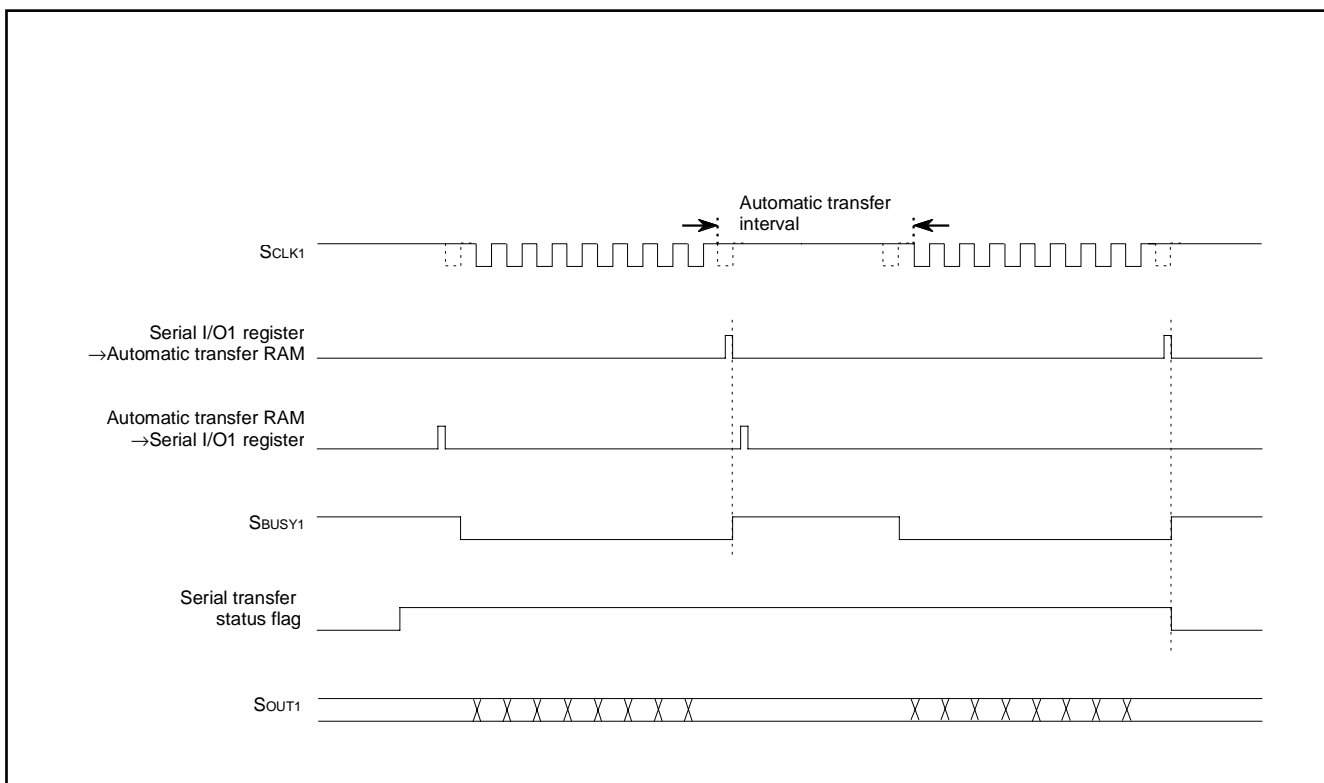 Automatic transfer
interval
SCLK1
Serial I/O1 register
→Automatic transfer RAM
Automatic transfer RAM
→Serial I/O1 register
SBUSY1
Serial transfer
status flag
SOUT1